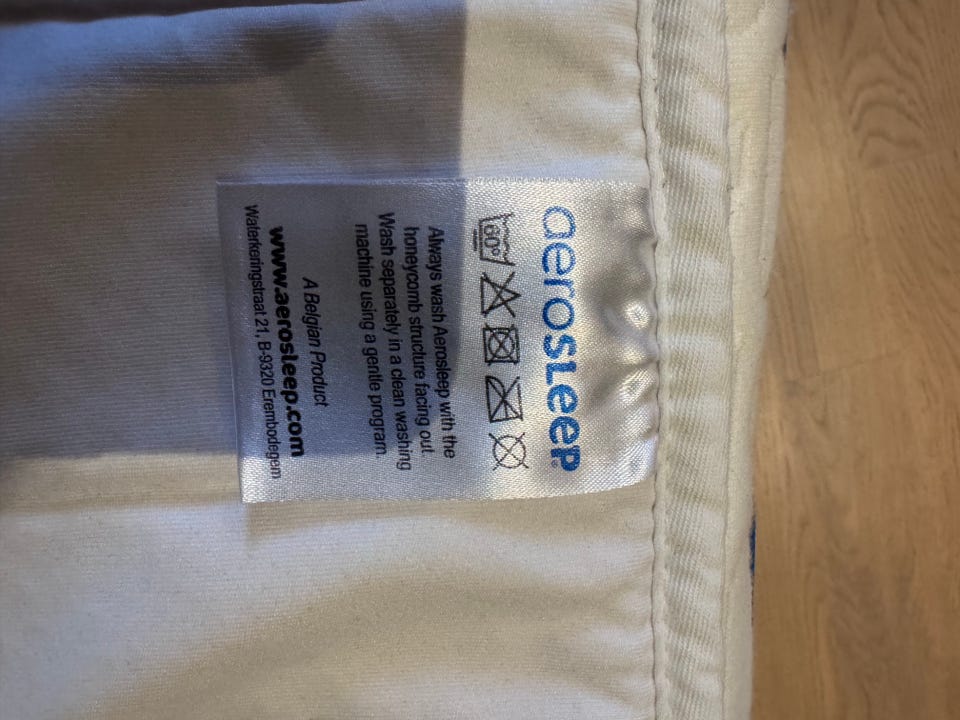 aerosleep®
60°
Always wash Aerosleep with the
honeycomb structure facing out.
Wash separately in a clean washing
machine using a gentle program.
A Belgian Product
www.aerosleep.com
Waterkeringstraat 21, B-9320 Erembodegem